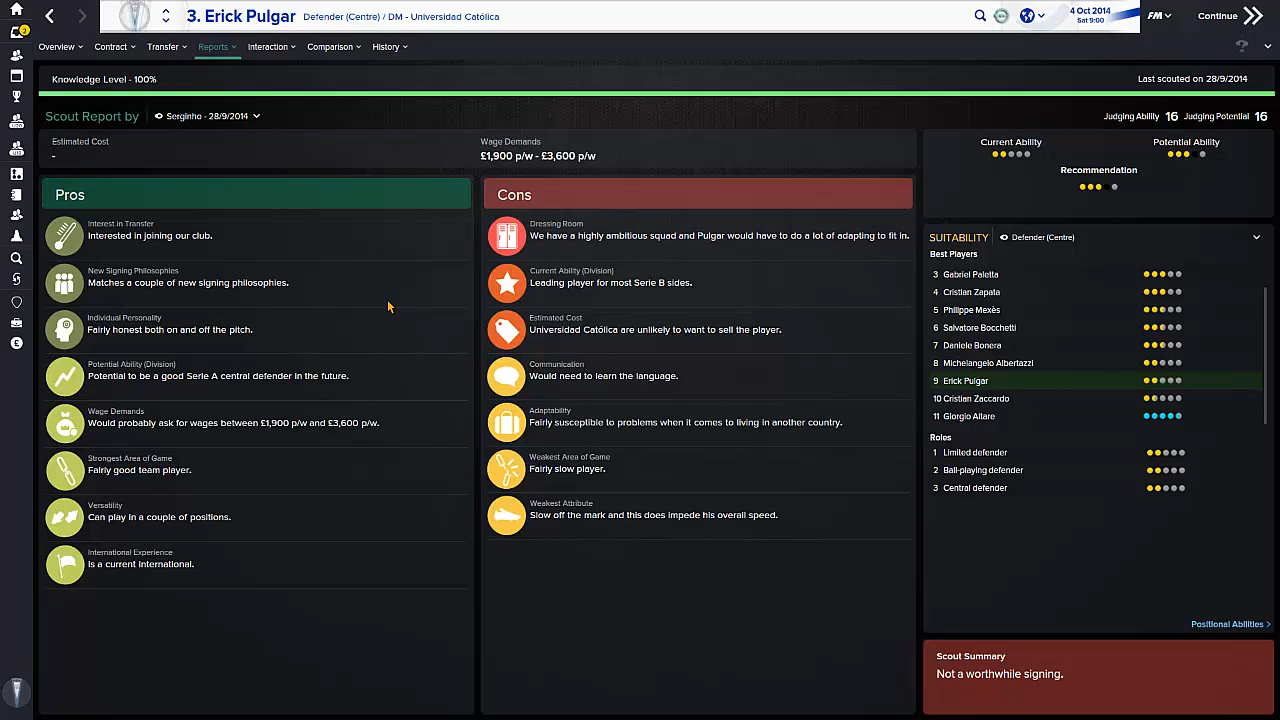 3. Erick Pulgar Defender (Centre) / DM - Universidad Católica
4 Oct 2014
Sat 9:00
FM
Continue
2
Overview Contract Transfer Reports Interaction Comparison History
Knowledge Level - 100%
Last scouted on 28/9/2014
Scout Report by Serginho - 28/9/2014
Judging Ability 16 Judging Potential 16
Estimated Cost
-
Wage Demands
£1,900 p/w - £3,600 p/w
Current Ability
Potential Ability
Recommendation
Pros
Interest in Transfer
Interested in joining our club.
New Signing Philosophies
Matches a couple of new signing philosophies.
Individual Personality
Fairly honest both on and off the pitch.
Potential Ability (Division)
Potential to be a good Serie A central defender in the future.
Wage Demands
Would probably ask for wages between £1,900 p/w and £3,600 p/w.
Strongest Area of Game
Fairly good team player.
Versatility
Can play in a couple of positions.
International Experience
Is a current international.
Cons
Dressing Room
We have a highly ambitious squad and Pulgar would have to do a lot of adapting to fit in.
Current Ability (Division)
Leading player for most Serie B sides.
Estimated Cost
Universidad Católica are unlikely to want to sell the player.
Communication
Would need to learn the language.
Adaptability
Fairly susceptible to problems when it comes to living in another country.
Weakest Area of Game
Fairly slow player.
Weakest Attribute
Slow off the mark and this does impede his overall speed.
SUITABILITY Defender (Centre)
Best Players
3 Gabriel Paletta
4 Cristian Zapata
5 Philippe Mexès
6 Salvatore Bocchetti
7 Daniele Bonera
8 Michelangelo Albertazzi
9 Erick Pulgar
10 Cristian Zaccardo
11 Giorgio Allare
Roles
1 Limited defender
2 Ball-playing defender
3 Central defender
Positional Abilities >
Scout Summary
Not a worthwhile signing.